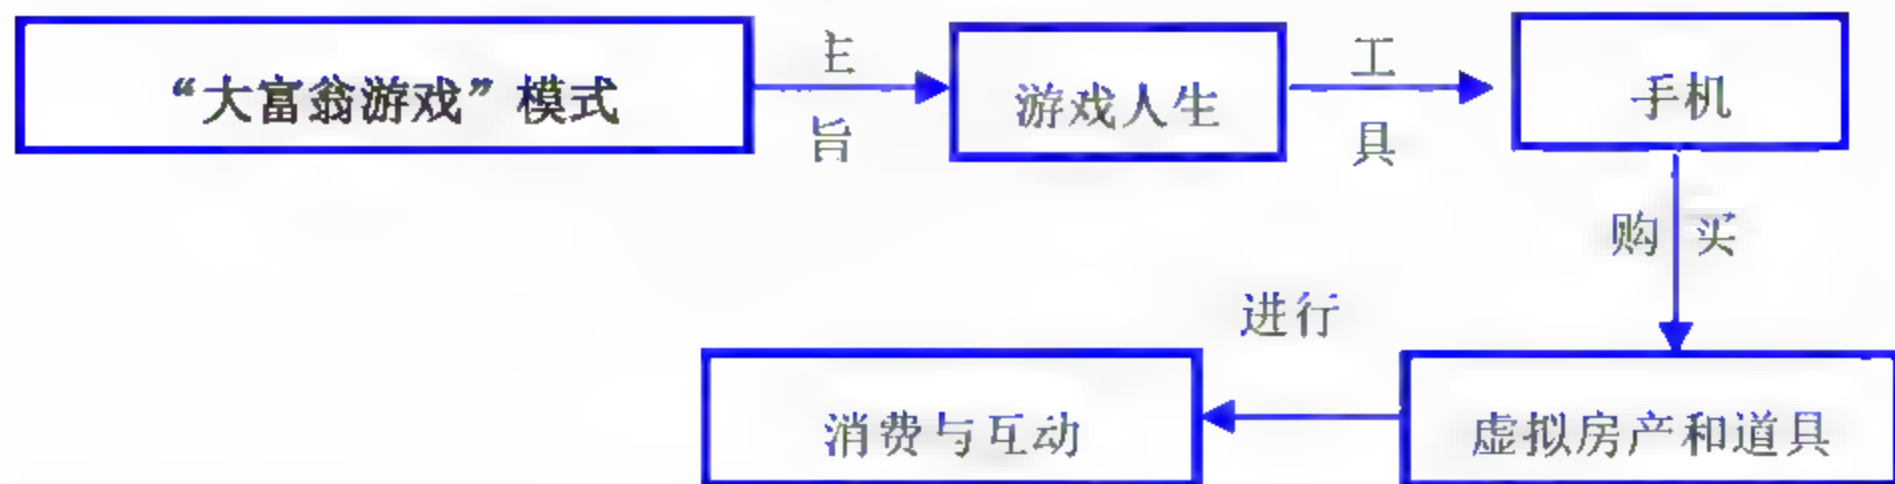 “大富翁游戏”模式
主旨
游戏人生
工具
手机
购买
虚拟房产和道具
进行
消费与互动